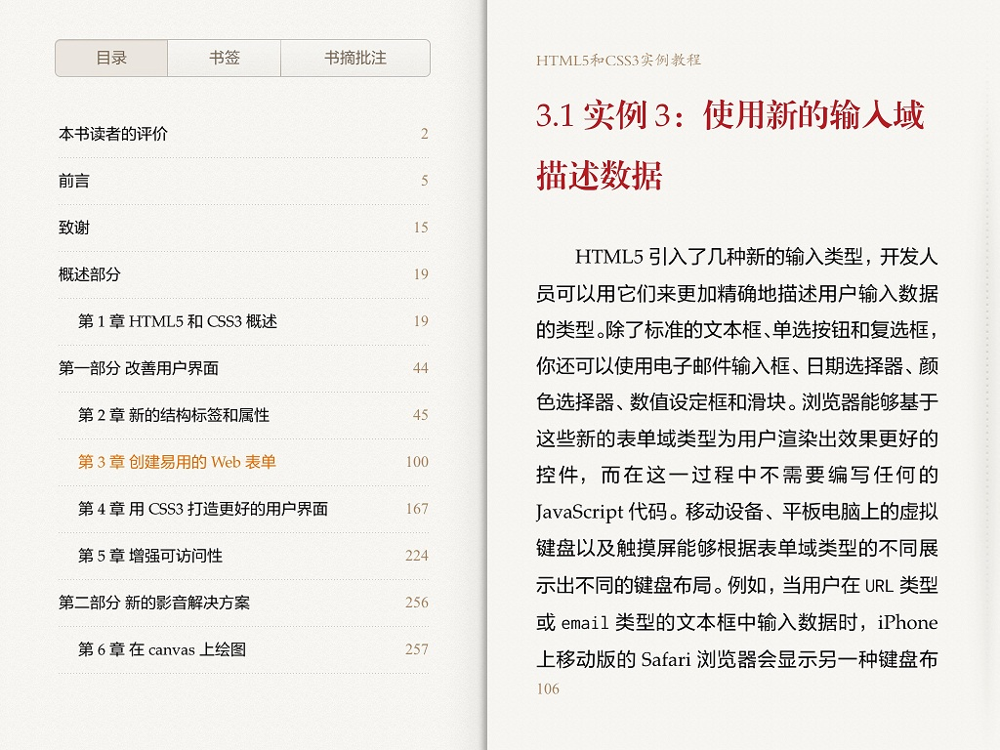 目录 书签 书摘批注
本书读者的评价 2
前言 5
致谢 15
概述部分 19
第 1 章 HTML5 和 CSS3 概述 19
第一部分 改善用户界面 44
第 2 章 新的结构标签和属性 45
第 3 章 创建易用的 Web 表单 100
第 4 章 用 CSS3 打造更好的用户界面 167
第 5 章 增强可访问性 224
第二部分 新的影音解决方案 256
第 6 章 在 canvas 上绘图 257
HTML5和CSS3实例教程
3.1 实例 3：使用新的输入域
描述数据
HTML5 引入了几种新的输入类型，开发人
员可以用它们来更加精确地描述用户输入数据
的类型。除了标准的文本框、单选按钮和复选框，
你还可以使用电子邮件输入框、日期选择器、颜
色选择器、数值设定框和滑块。浏览器能够基于
这些新的表单域类型为用户渲染出效果更好的
控件，而在这一过程中不需要编写任何的
JavaScript 代码。移动设备、平板电脑上的虚拟
键盘以及触摸屏能够根据表单域类型的不同展
示出不同的键盘布局。例如，当用户在 URL 类型
或 email 类型的文本框中输入数据时，iPhone
上移动版的 Safari 浏览器会显示另一种键盘布
106